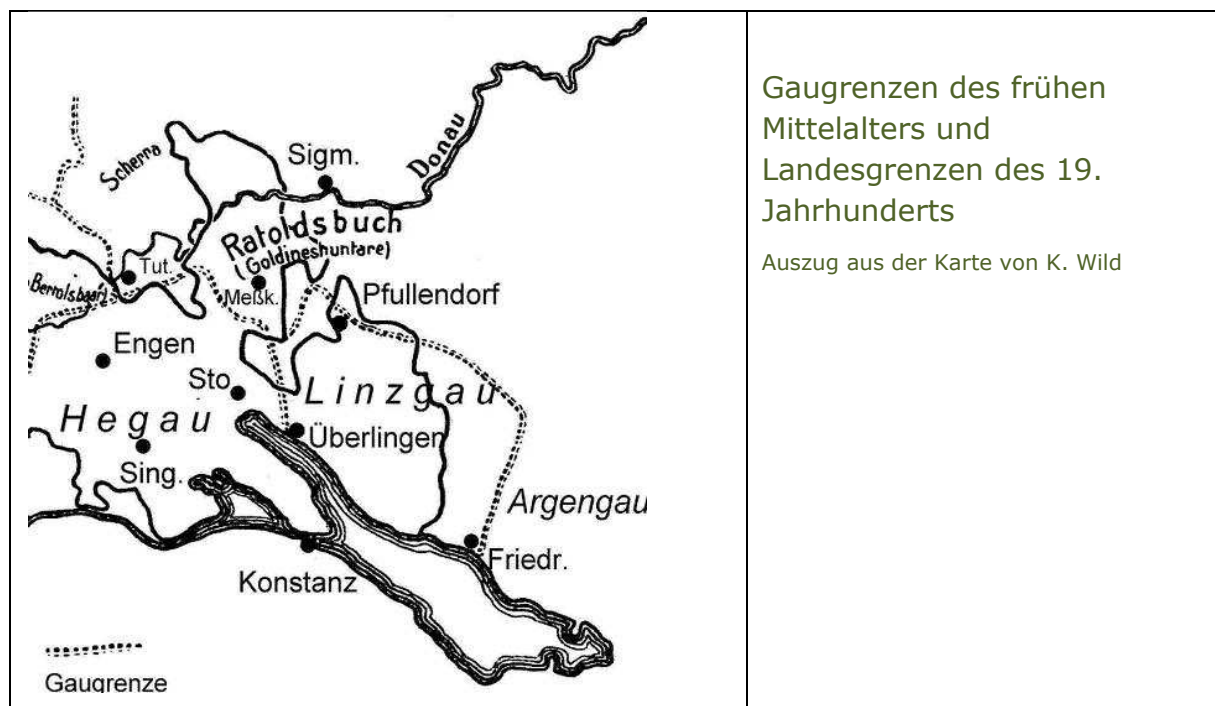 Scherra
Sigm.
Donau
Ratoldsbuch
(Goldineshuntare)
Tut.
Meßk.
Pfullendorf
Engen
Sto
Linzgau
Hegau
Überlingen
Sing.
Argengau
Friedr.
Konstanz
Gaugrenze
Gaugrenzen des frühen
Mittelalters und
Landesgrenzen des 19.
Jahrhunderts
Auszug aus der Karte von K. Wild